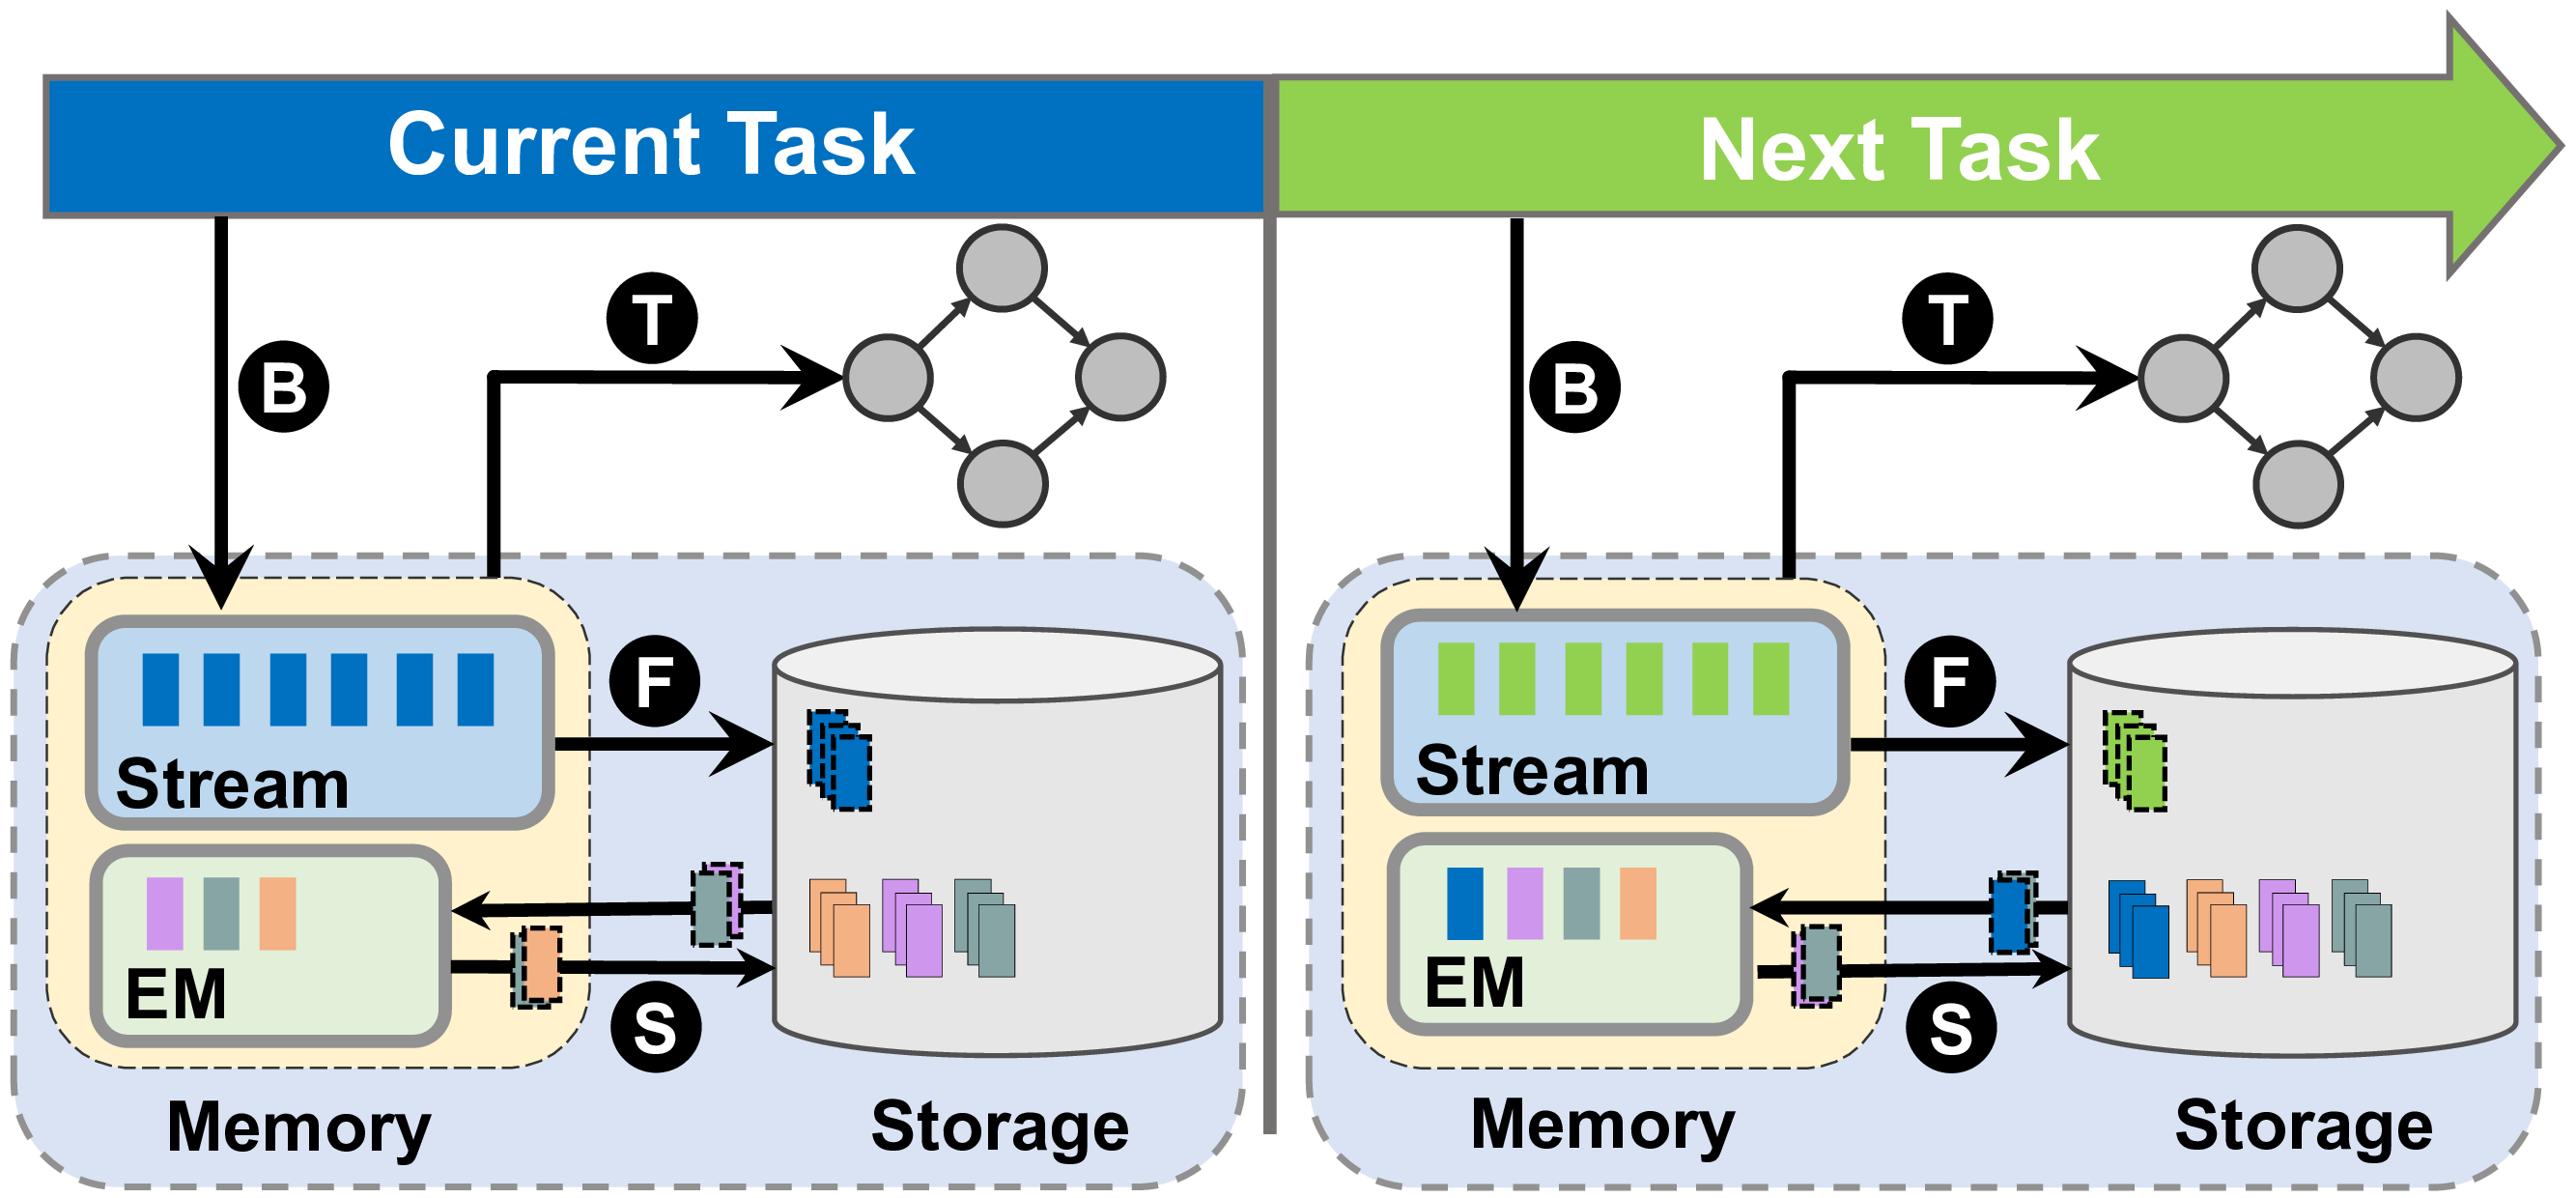 Current Task
Next Task
T
B
Stream
F
EM
S
Memory
Storage
T
B
Stream
F
EM
S
Memory
Storage